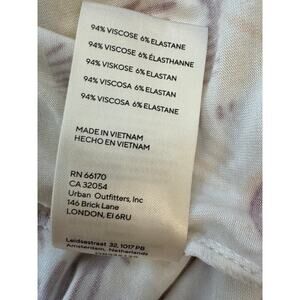 94% VISCOSE 6% ELASTANE
94% VISCOSE 6% ÉLASTHANNE
94% VISKOSE 6% ELASTAN
94% VISCOSA 6% ELASTAN
94% VISCOSA 6% ELASTANE
MADE IN VIETNAM
HECHO EN VIETNAM
RN 66170
CA 32054
Urban Outfitters, Inc
146 Brick Lane
LONDON, E1 6RU
Leidsestraat 32, 1017 PB
Amsterdam, Netherlands